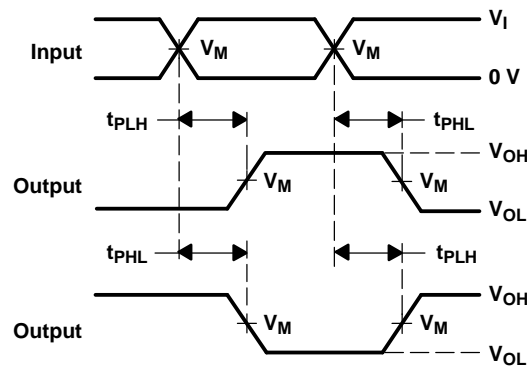 V_I
Input
V_M
V_M
0 V
t_PLH
t_PHL
V_OH
Output
V_M
V_M
V_OL
t_PHL
t_PLH
V_OH
Output
V_M
V_M
V_OL